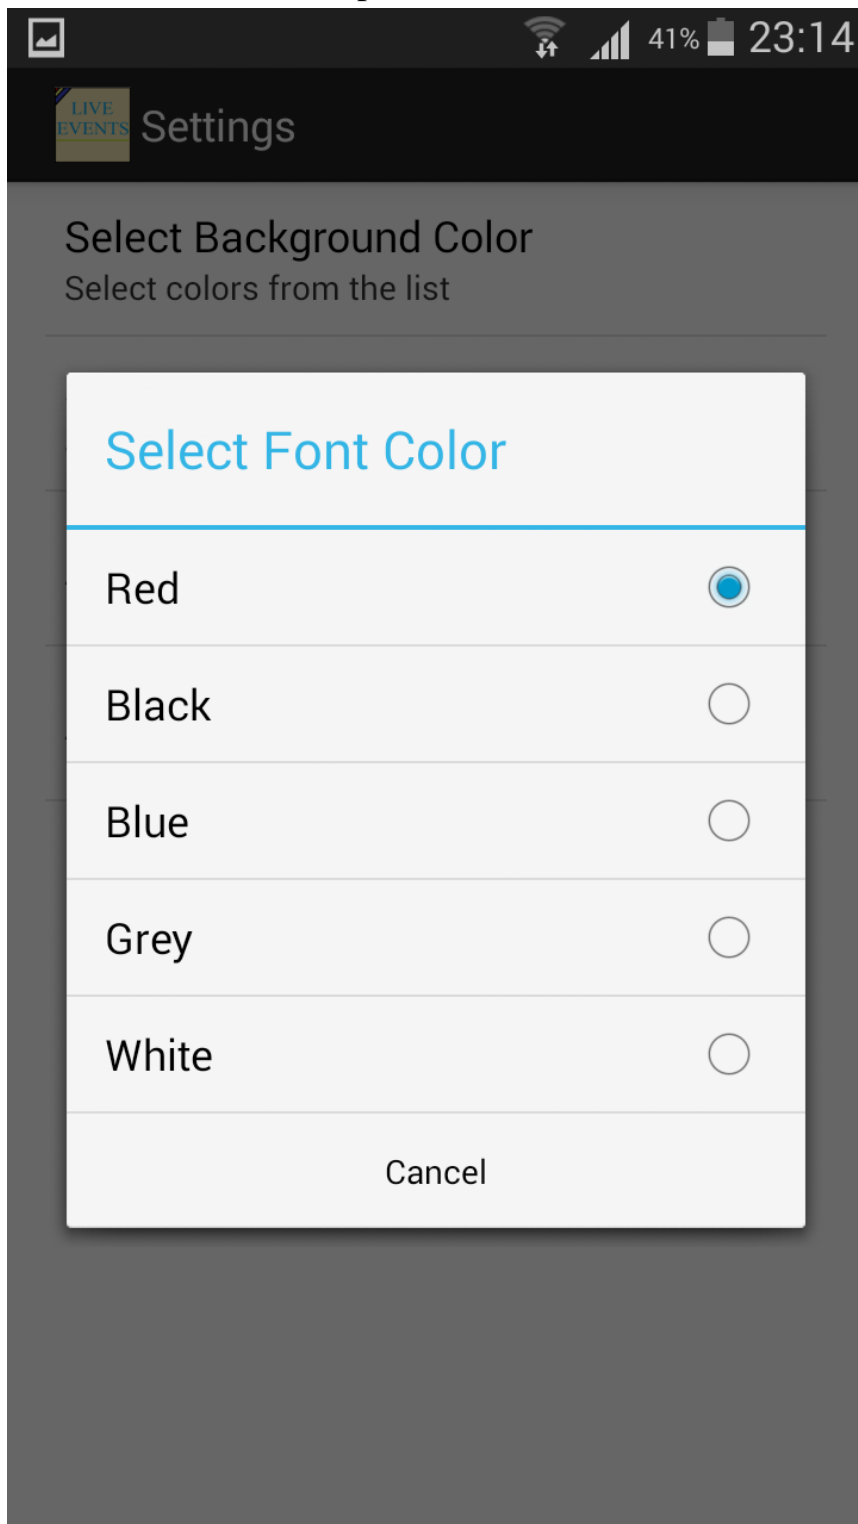 41% 23:14
LIVE
EVENTS
Settings
Select Background Color
Select colors from the list
Select Font Color
Red
Black
Blue
Grey
White
Cancel